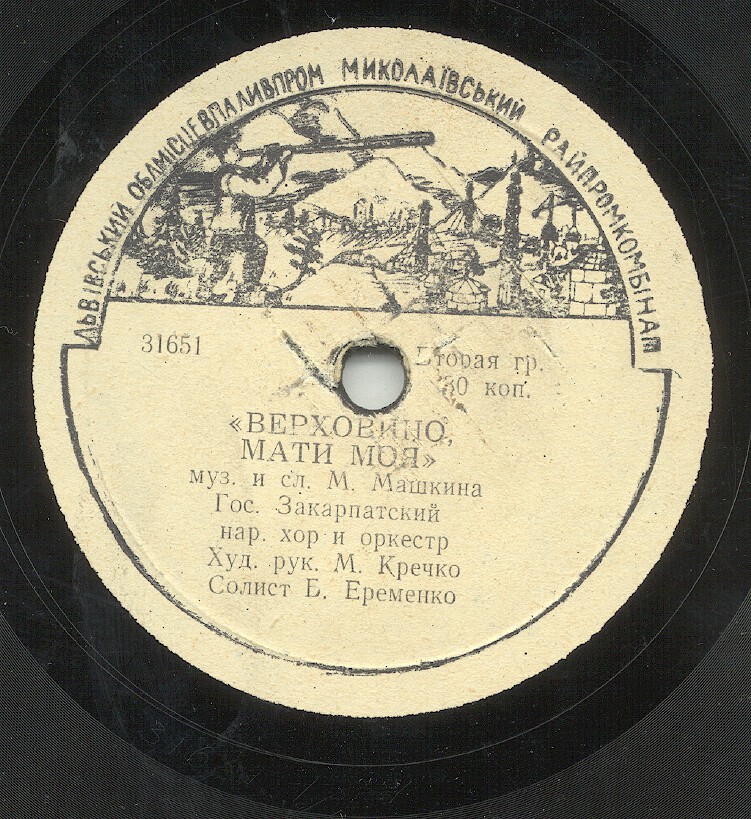 ЛЬВІВСЬКИЙ ОБЛМІСЦЕВПАЛИВПРОМ МИКОЛАЇВСЬКИЙ РАЙПРОМКОМБІНАТ
31651
Вторая гр.
80 коп.
«ВЕРХОВИНО,
МАТИ МОЯ»
муз. и сл. М. Машкина
Гос. Закарпатский
нар. хор и оркестр
Худ. рук. М. Кречко
Солист Б. Еременко